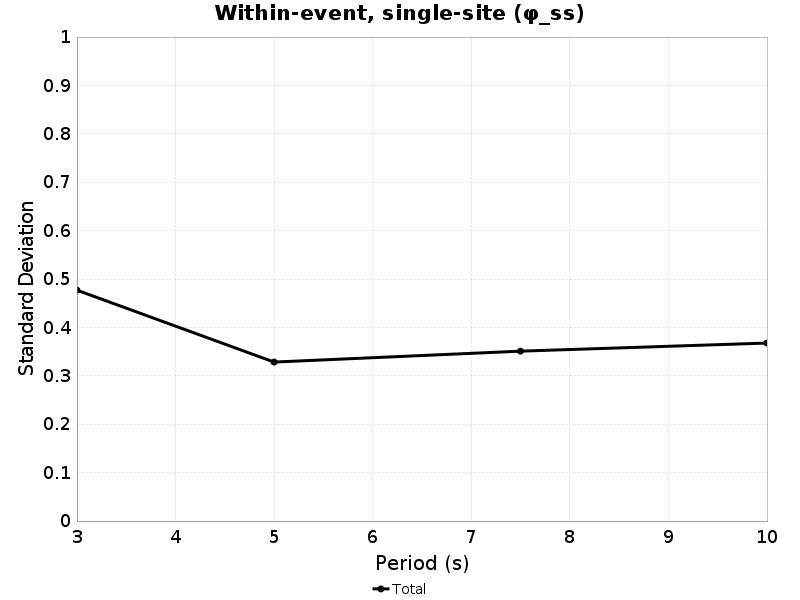 Within-event, single-site (φ_ss)
1
0.9
0.8
0.7
0.6
0.5
0.4
0.3
0.2
0.1
0
Standard Deviation
3 4 5 6 7 8 9 10
Period (s)
Total